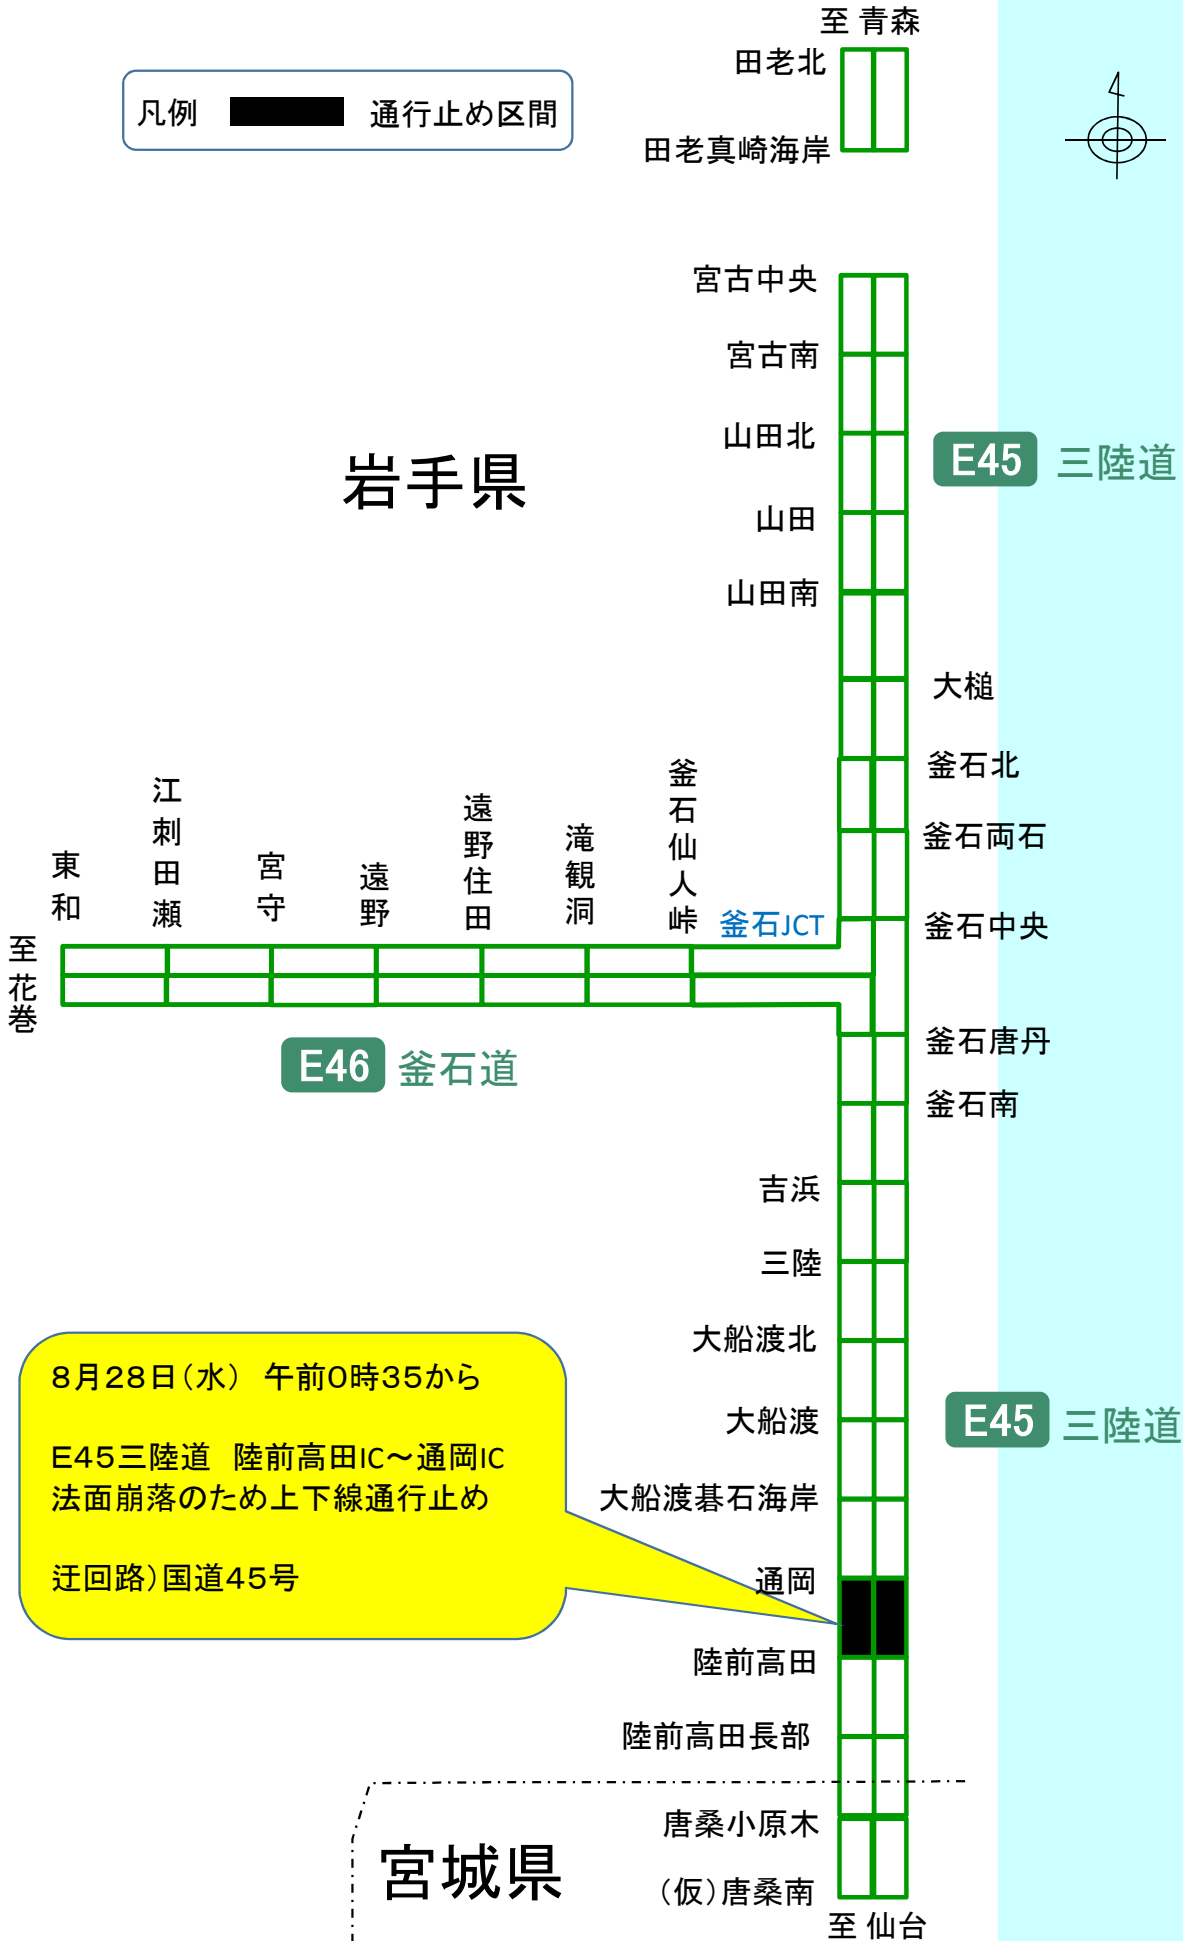 至 青森
田老北
凡例 通行止め区間
田老真崎海岸
宮古中央
宮古南
山田北
E45 三陸道
岩手県
山田
山田南
大槌
釜石北
釜石両石
釜石中央
釜石JCT
釜石仙人峠
滝観洞
遠野住田
遠野
宮守
江刺田瀬
東和
至花巻
E46 釜石道
釜石唐丹
釜石南
吉浜
三陸
大船渡北
大船渡
E45 三陸道
大船渡碁石海岸
8月28日(水) 午前0時35から
E45三陸道 陸前高田IC～通岡IC
法面崩落のため上下線通行止め
迂回路)国道45号
通岡
陸前高田
陸前高田長部
唐桑小原木
宮城県
(仮)唐桑南
至 仙台